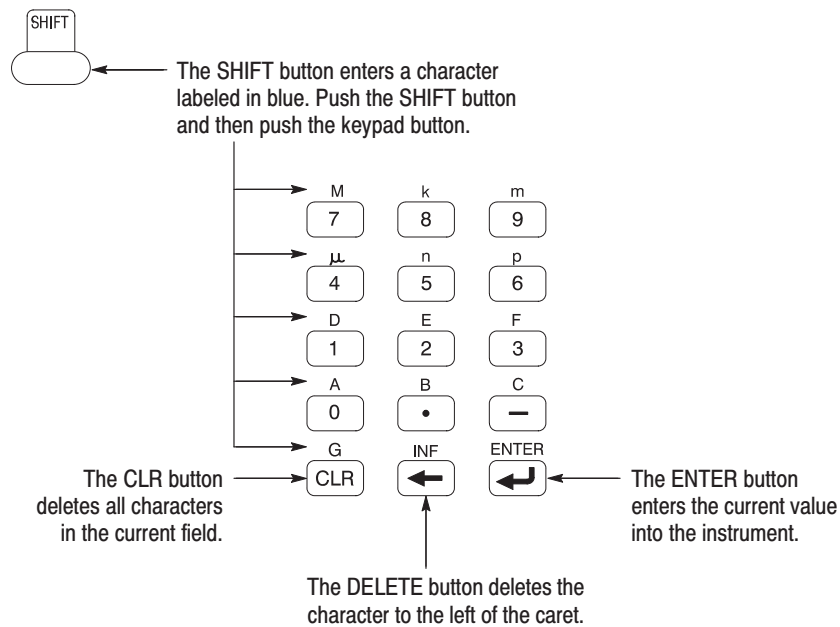 SHIFT
The SHIFT button enters a character
labeled in blue. Push the SHIFT button
and then push the keypad button.
M k m
7 8 9
μ n p
4 5 6
D E F
1 2 3
A B C
0 • —
G INF ENTER
CLR
The CLR button
deletes all characters
in the current field.
The ENTER button
enters the current value
into the instrument.
The DELETE button deletes the
character to the left of the caret.